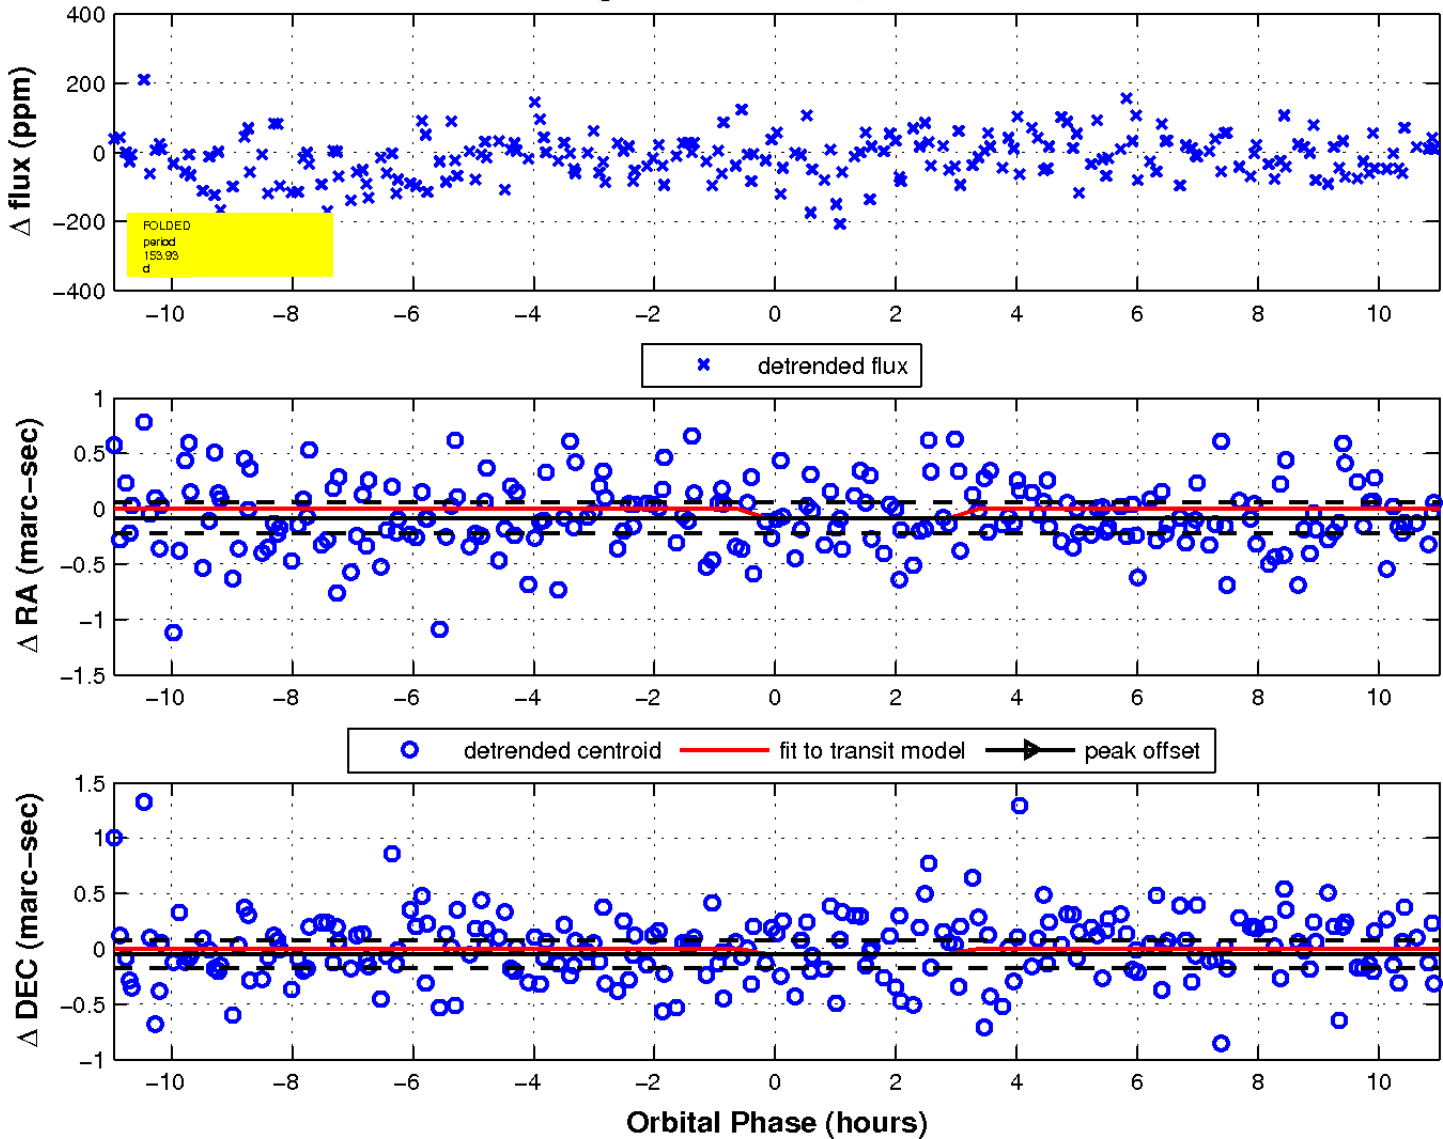 400
200
0
−200
−400
Δ flux (ppm)
FOLDED
period
153.93
d
−10 −8 −6 −4 −2 0 2 4 6 8 10
detrended flux
1
0.5
0
−0.5
−1
−1.5
Δ RA (marc−sec)
−10 −8 −6 −4 −2 0 2 4 6 8 10
detrended centroid fit to transit model peak offset
1.5
1
0.5
0
−0.5
−1
Δ DEC (marc−sec)
−10 −8 −6 −4 −2 0 2 4 6 8 10
Orbital Phase (hours)